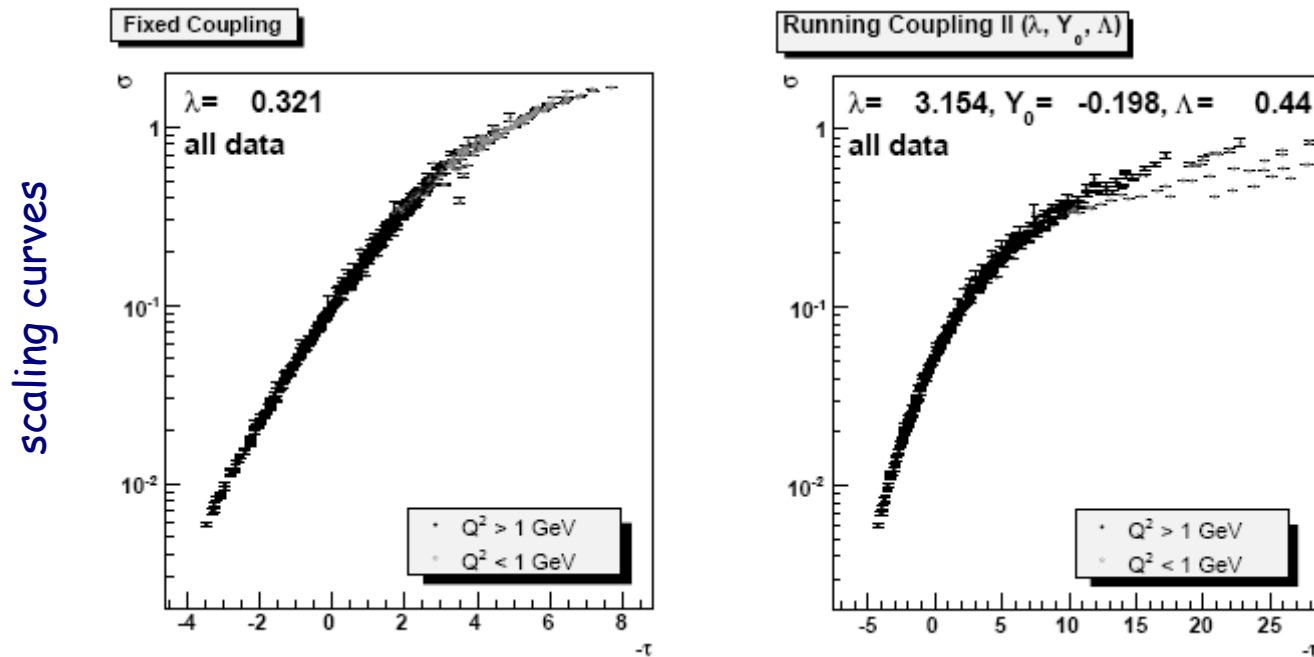 Fixed Coupling
σ
λ= 0.321
all data
1
10⁻¹
10⁻²
Q² > 1 GeV
Q² < 1 GeV
-4 -2 0 2 4 6 8
-τ
scaling curves
Running Coupling II (λ, Y₀, Λ)
σ
λ= 3.154, Y₀= -0.198, Λ= 0.44
all data
1
10⁻¹
10⁻²
Q² > 1 GeV
Q² < 1 GeV
-5 0 5 10 15 20 25
-τ